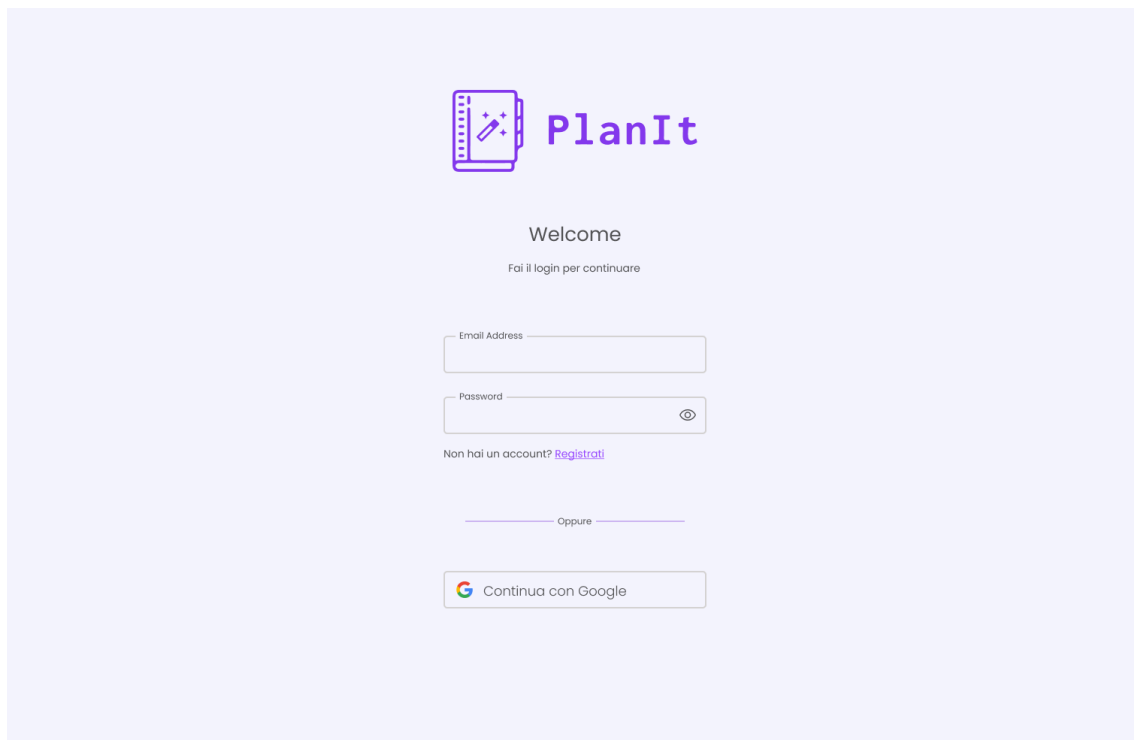 PlanIt
Welcome
Fai il login per continuare
Email Address
Password
Non hai un account? Registrati
Oppure
Continua con Google